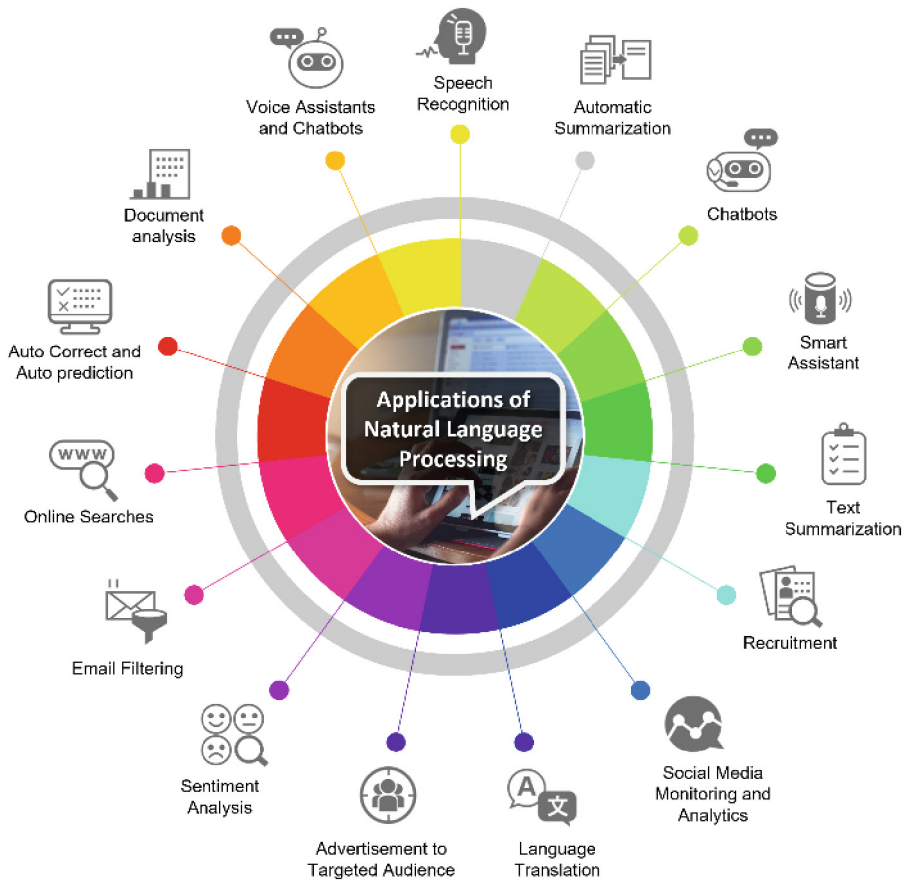 Speech
Recognition
Automatic
Summarization
Chatbots
Smart
Assistant
Text
Summarization
Recruitment
Social Media
Monitoring and
Analytics
A
文
Language
Translation
Advertisement to
Targeted Audience
Sentiment
Analysis
Email Filtering
www
Online Searches
Auto Correct and
Auto prediction
Document
analysis
Voice Assistants
and Chatbots
Applications of
Natural Language
Processing